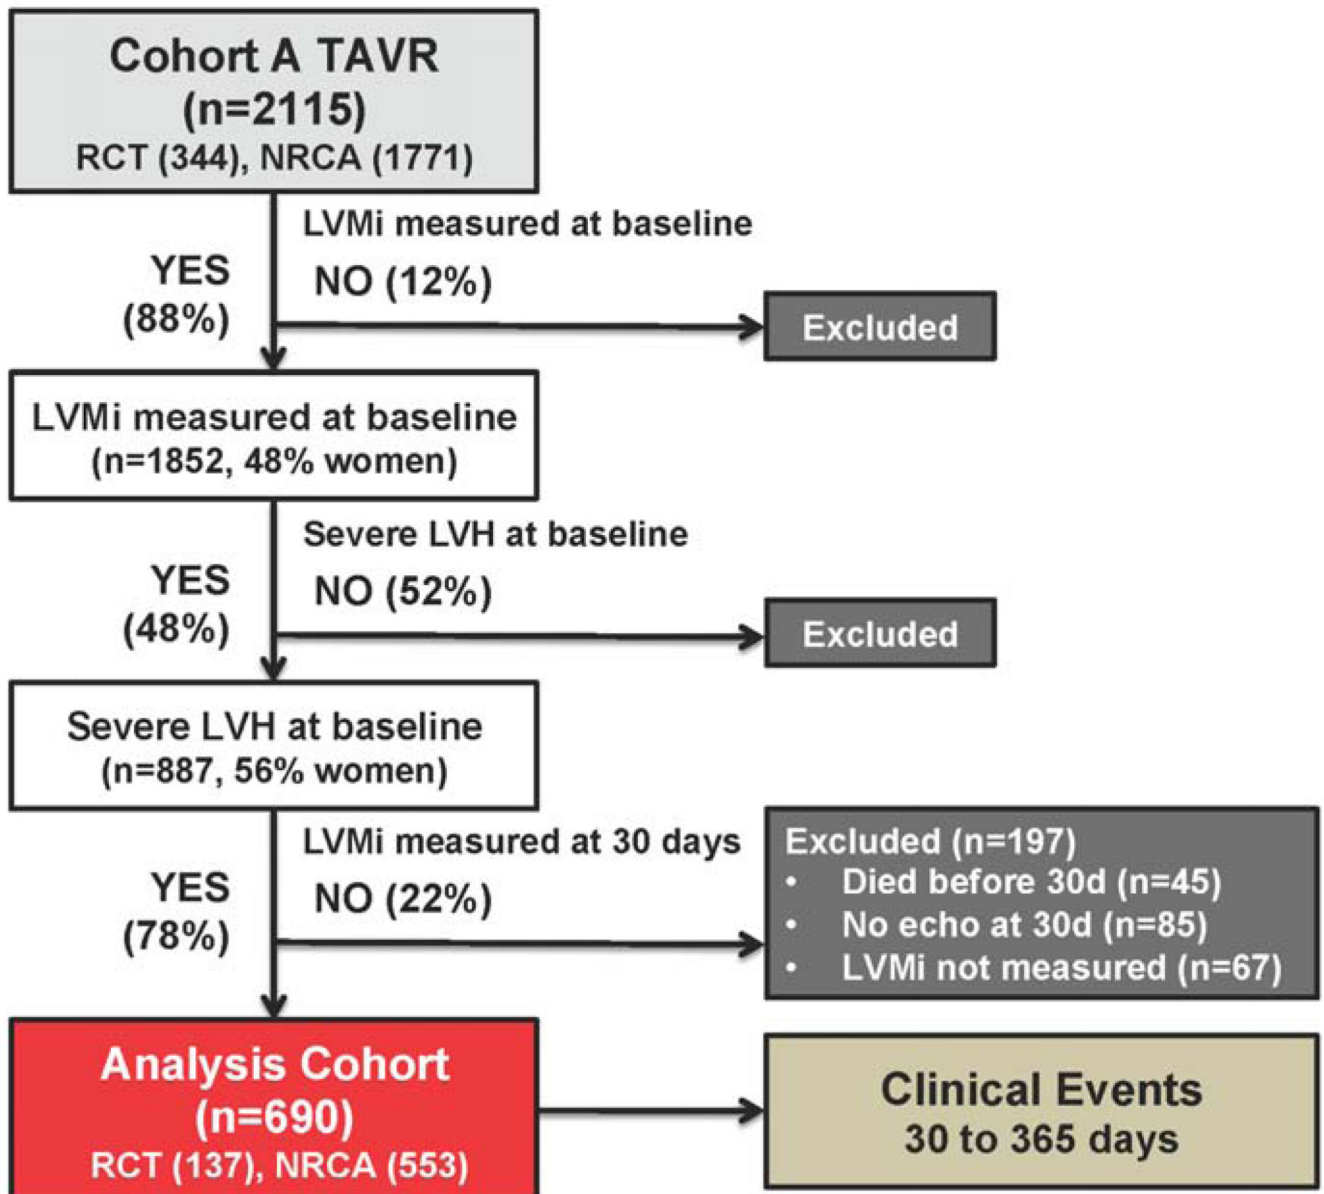 Cohort A TAVR
(n=2115)
RCT (344), NRCA (1771)
LVMi measured at baseline
YES
(88%)
NO (12%)
Excluded
LVMi measured at baseline
(n=1852, 48% women)
Severe LVH at baseline
YES
(48%)
NO (52%)
Excluded
Severe LVH at baseline
(n=887, 56% women)
LVMi measured at 30 days
YES
(78%)
NO (22%)
Excluded (n=197)
• Died before 30d (n=45)
• No echo at 30d (n=85)
• LVMi not measured (n=67)
Analysis Cohort
(n=690)
RCT (137), NRCA (553)
Clinical Events
30 to 365 days